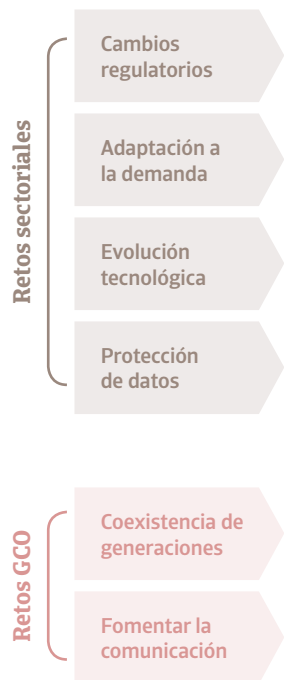 Retos sectoriales
Cambios
regulatorios
Adaptación a
la demanda
Evolución
tecnológica
Protección
de datos
Retos GCO
Coexistencia de
generaciones
Fomentar la
comunicación